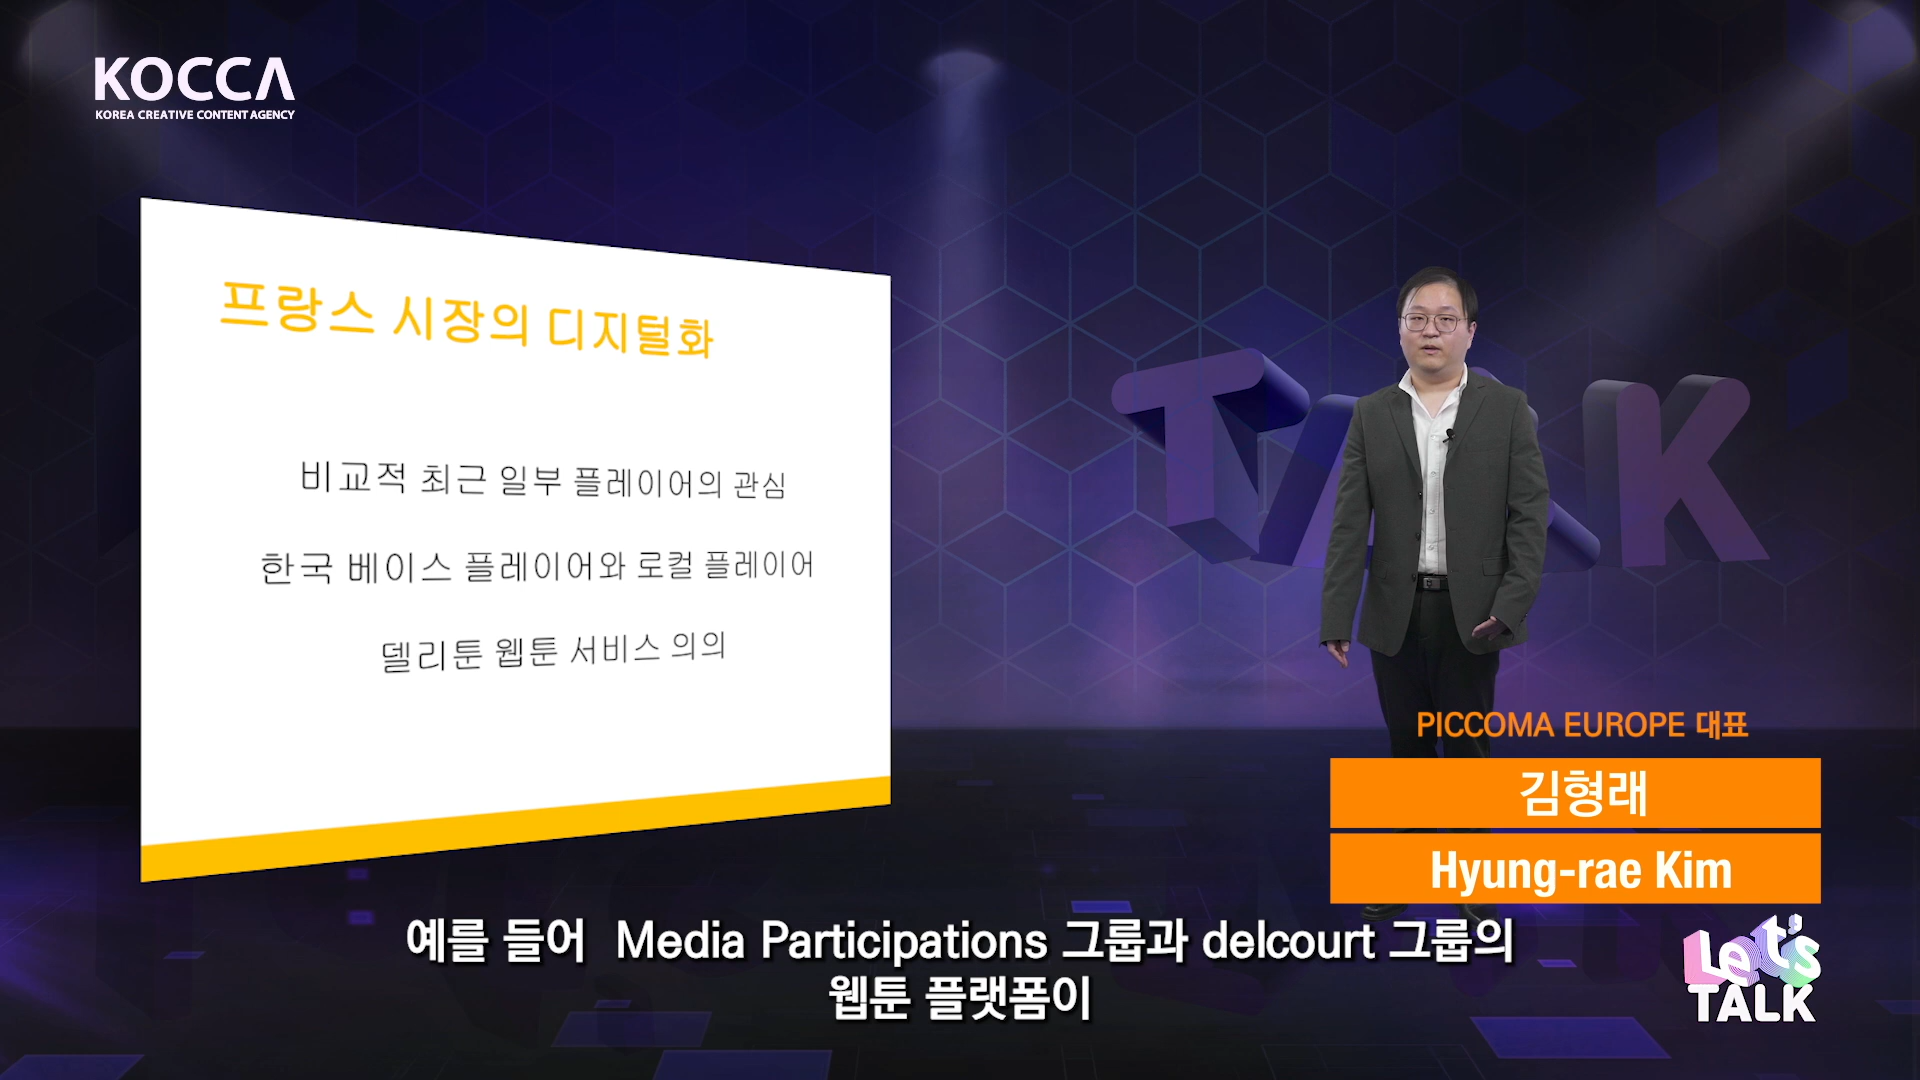 KOCCA
KOREA CREATIVE CONTENT AGENCY
프랑스 시장의 디지털화
비교적 최근 일부 플레이어의 관심
한국 베이스 플레이어와 로컬 플레이어
델리툰 웹툰 서비스 의의
TALK
PICCOMA EUROPE 대표
김형래
Hyung-rae Kim
예를 들어 Media Participations 그룹과 delcourt 그룹의
웹툰 플랫폼이
Let's
TALK